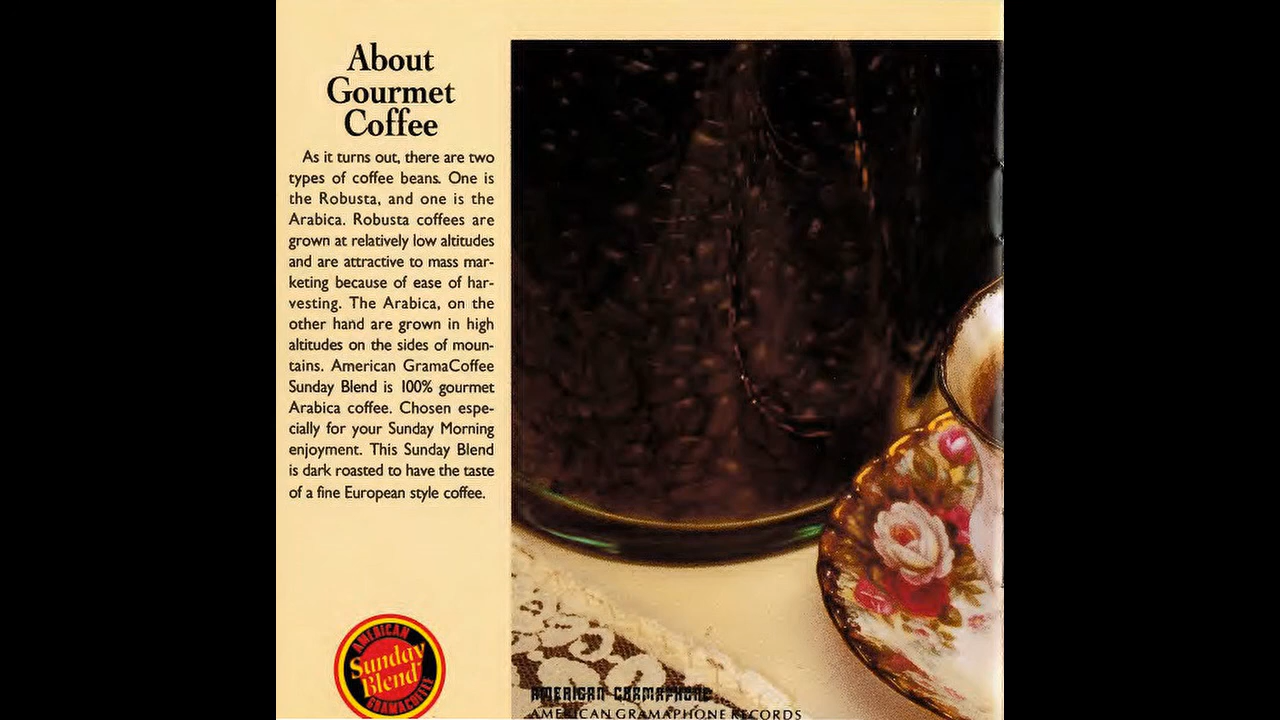 About
Gourmet
Coffee
As it turns out, there are two
types of coffee beans. One is
the Robusta, and one is the
Arabica. Robusta coffees are
grown at relatively low altitudes
and are attractive to mass mar-
keting because of ease of har-
vesting. The Arabica, on the
other hand are grown in high
altitudes on the sides of moun-
tains. American GramaCoffee
Sunday Blend is 100% gourmet
Arabica coffee. Chosen espe-
cially for your Sunday Morning
enjoyment. This Sunday Blend
is dark roasted to have the taste
of a fine European style coffee.
AMERICAN
Sunday
Blend
GRAMACOFFEE
AMERICAN GRAMAPHONE
AMERICAN GRAMAPHONE RECORDS